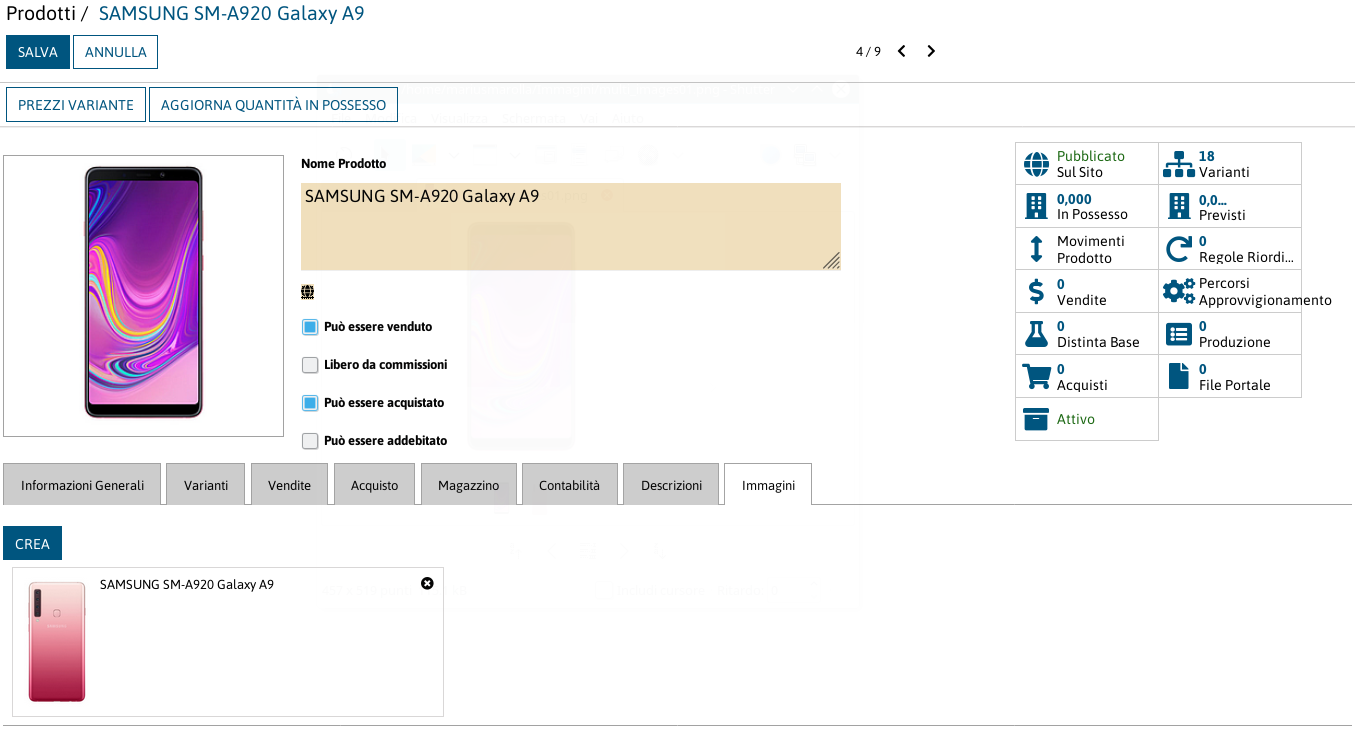 Prodotti / SAMSUNG SM-A920 Galaxy A9
SALVA ANNULLA 4 / 9
PREZZI VARIANTE AGGIORNA QUANTITÀ IN POSSESSO
Nome Prodotto
SAMSUNG SM-A920 Galaxy A9
Può essere venduto
Libero da commissioni
Può essere acquistato
Può essere addebitato
Pubblicato
Sul Sito
18
Varianti
0,000
In Possesso
0,0...
Previsti
Movimenti
Prodotto
0
Regole Riordi...
0
Vendite
Percorsi
Approvvigionamento
0
Distinta Base
0
Produzione
0
Acquisti
0
File Portale
Attivo
Informazioni Generali Varianti Vendite Acquisto Magazzino Contabilità Descrizioni Immagini
CREA
SAMSUNG SM-A920 Galaxy A9